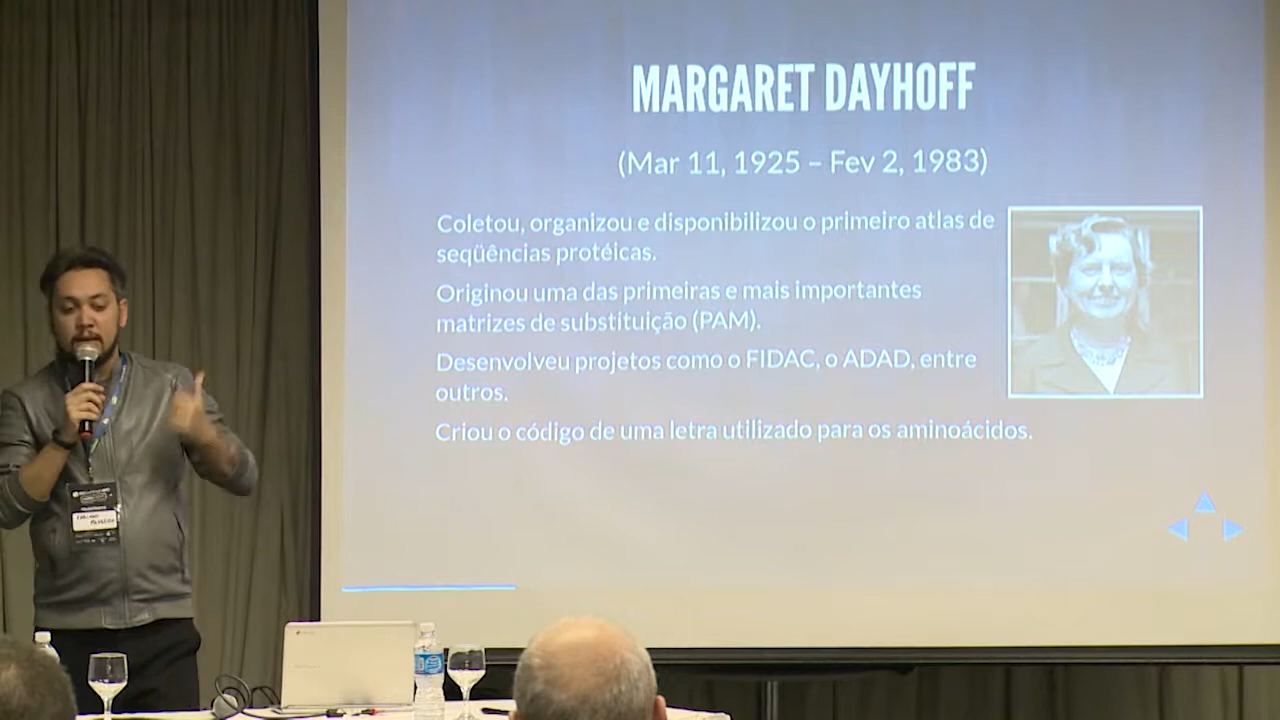 MARGARET DAYHOFF
(Mar 11, 1925 – Fev 2, 1983)
Coletou, organizou e disponibilizou o primeiro atlas de
seqüências protéicas.
Originou uma das primeiras e mais importantes
matrizes de substituição (PAM).
Desenvolveu projetos como o FIDAC, o ADAD, entre
outros.
Criou o código de uma letra utilizado para os aminoácidos.